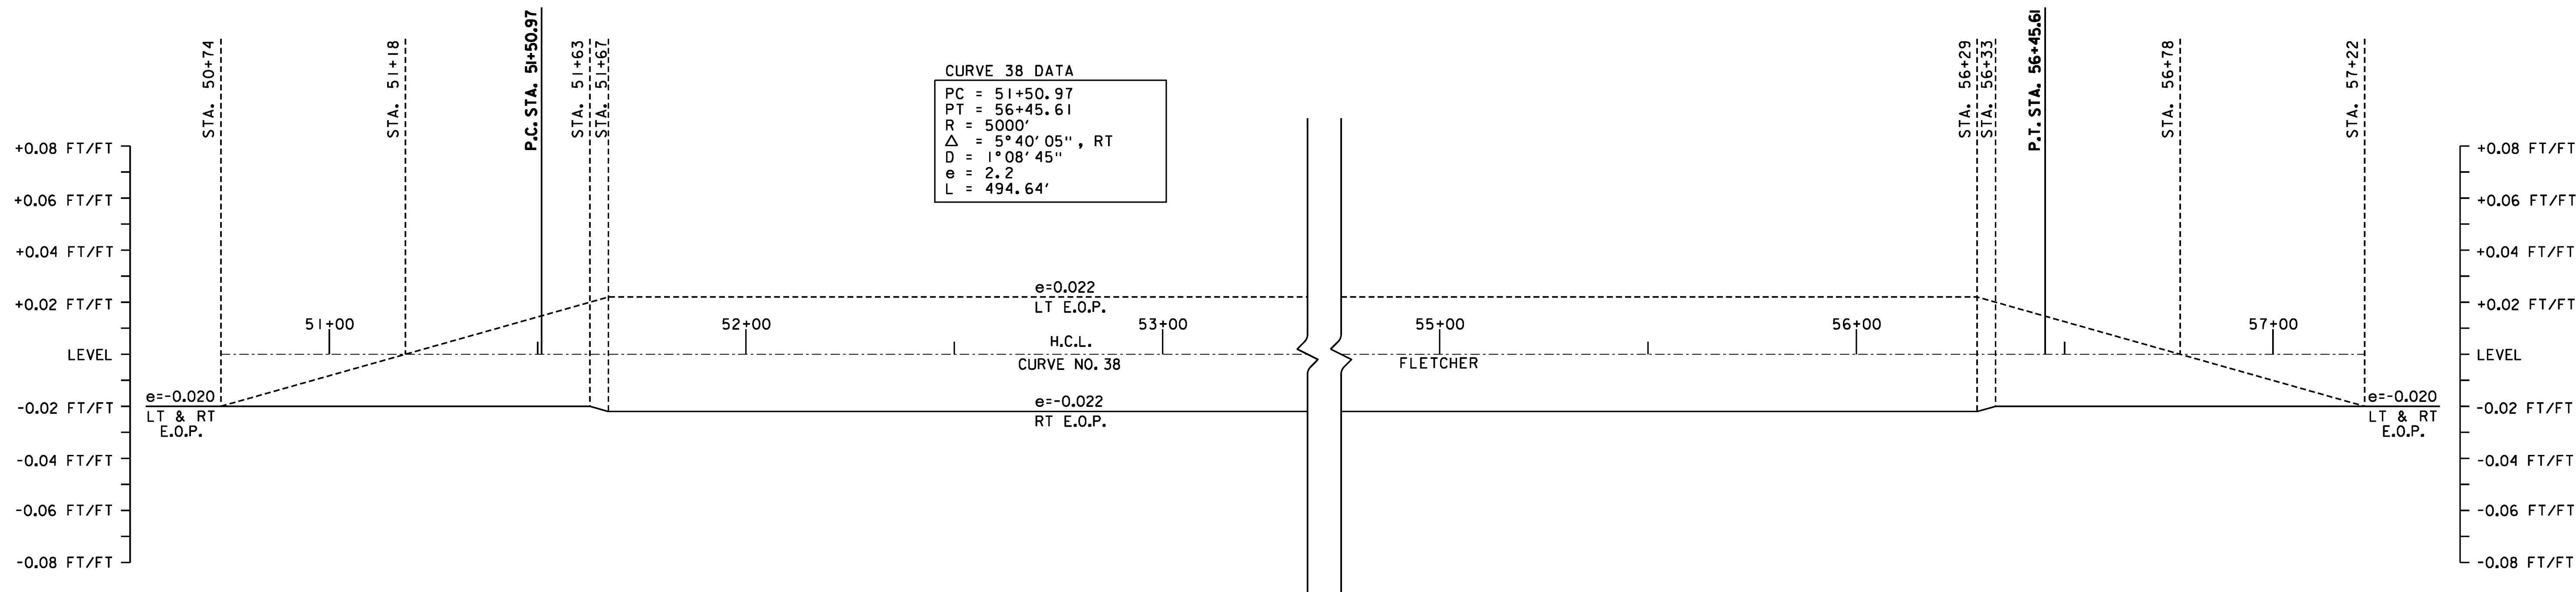 STA. 50+74
STA. 51+18
P.C. STA. 51+50.97
STA. 51+63
STA. 51+67
CURVE 38 DATA
PC = 51+50.97
PT = 56+45.61
R = 5000'
△ = 5°40'05", RT
D = 1°08'45"
e = 2.2
L = 494.64'
STA. 56+29
STA. 56+33
P.T. STA. 56+45.61
STA. 56+78
STA. 57+22
+0.08 FT/FT
+0.06 FT/FT
+0.04 FT/FT
+0.02 FT/FT
LEVEL
-0.02 FT/FT
-0.04 FT/FT
-0.06 FT/FT
-0.08 FT/FT
e=-0.020
LT & RT
E.O.P.
51+00
52+00
53+00
e=0.022
LT E.O.P.
H.C.L.
CURVE NO. 38
e=-0.022
RT E.O.P.
55+00
FLETCHER
56+00
57+00
e=-0.020
LT & RT
E.O.P.
+0.08 FT/FT
+0.06 FT/FT
+0.04 FT/FT
+0.02 FT/FT
LEVEL
-0.02 FT/FT
-0.04 FT/FT
-0.06 FT/FT
-0.08 FT/FT